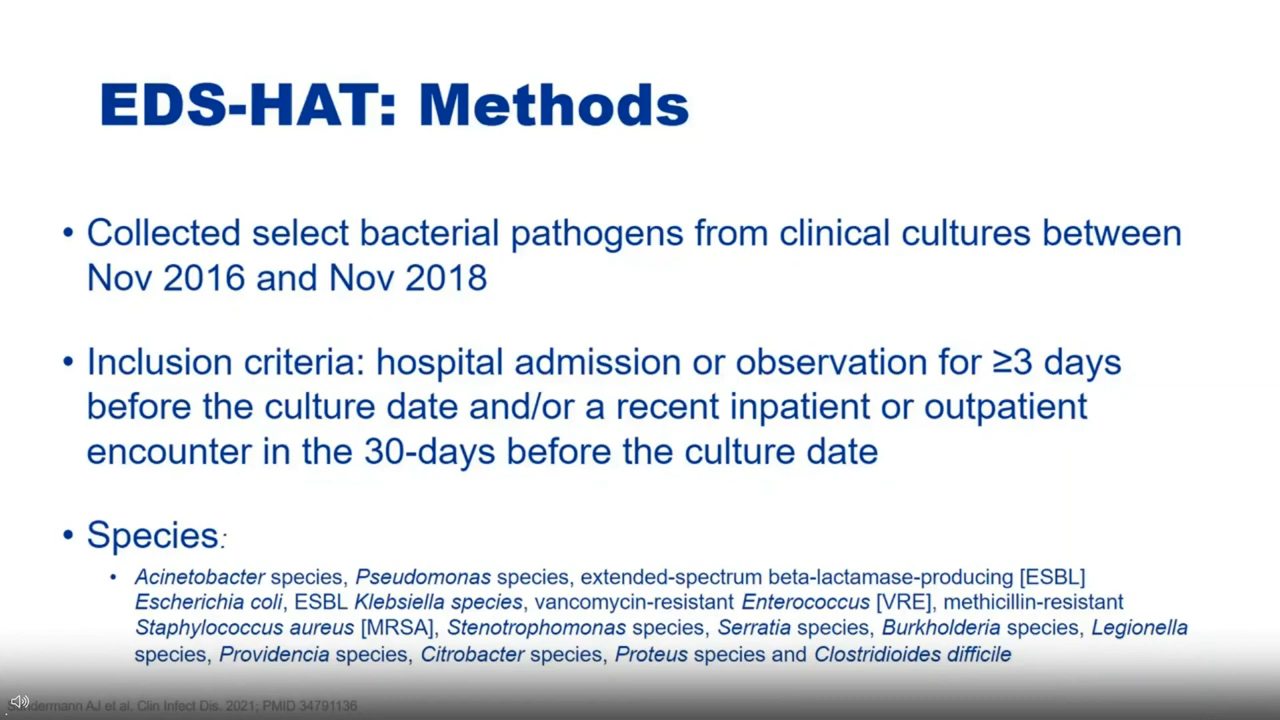 EDS-HAT: Methods
• Collected select bacterial pathogens from clinical cultures between
Nov 2016 and Nov 2018
• Inclusion criteria: hospital admission or observation for ≥3 days
before the culture date and/or a recent inpatient or outpatient
encounter in the 30-days before the culture date
• Species:
• Acinetobacter species, Pseudomonas species, extended-spectrum beta-lactamase-producing [ESBL]
Escherichia coli, ESBL Klebsiella species, vancomycin-resistant Enterococcus [VRE], methicillin-resistant
Staphylococcus aureus [MRSA], Stenotrophomonas species, Serratia species, Burkholderia species, Legionella
species, Providencia species, Citrobacter species, Proteus species and Clostridioides difficile
AJ et al. Clin Infect Dis. 2021; PMID 34791136